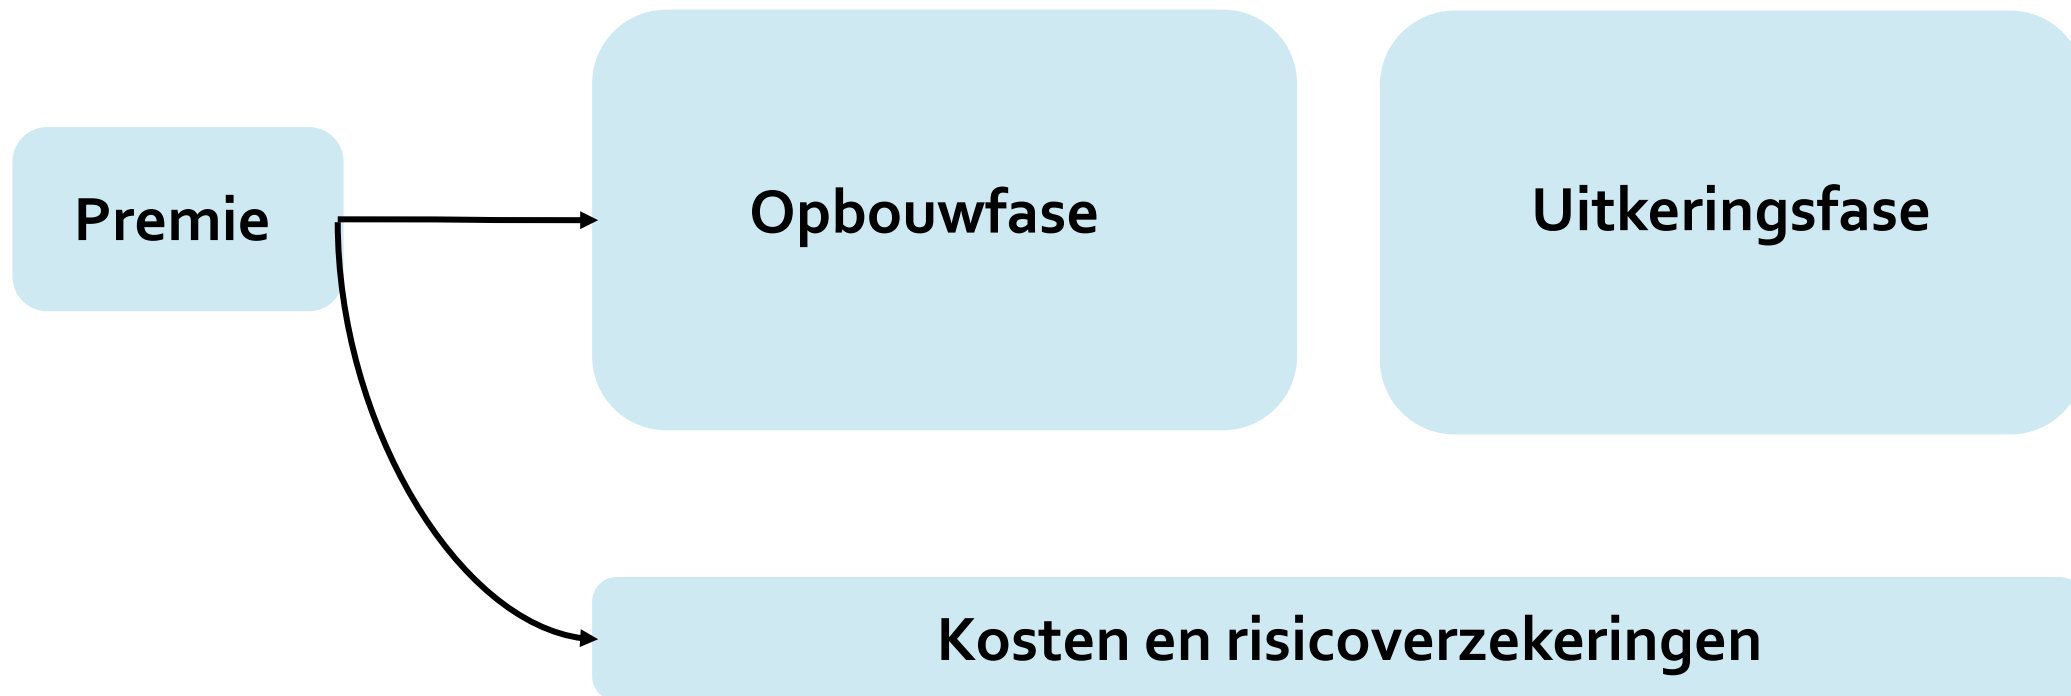 Premie
Opbouwfase
Uitkeringsfase
Kosten en risicoverzekeringen